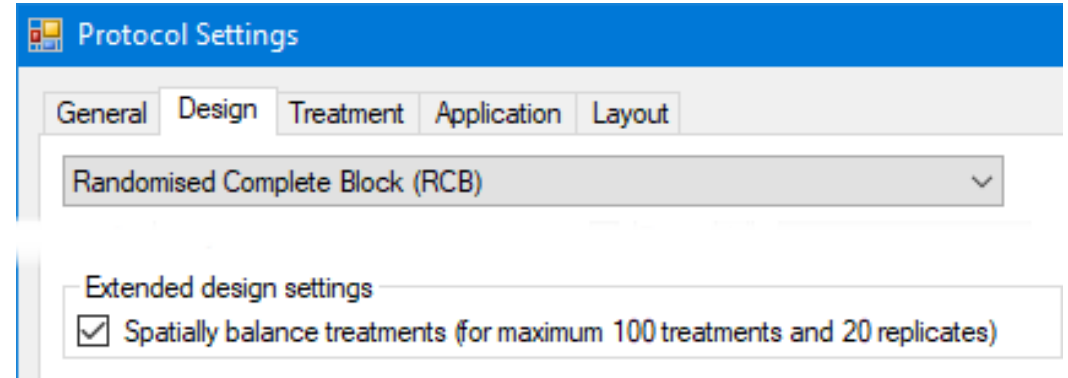 Protocol Settings
General Design Treatment Application Layout
Randomised Complete Block (RCB)
Extended design settings
Spatially balance treatments (for maximum 100 treatments and 20 replicates)